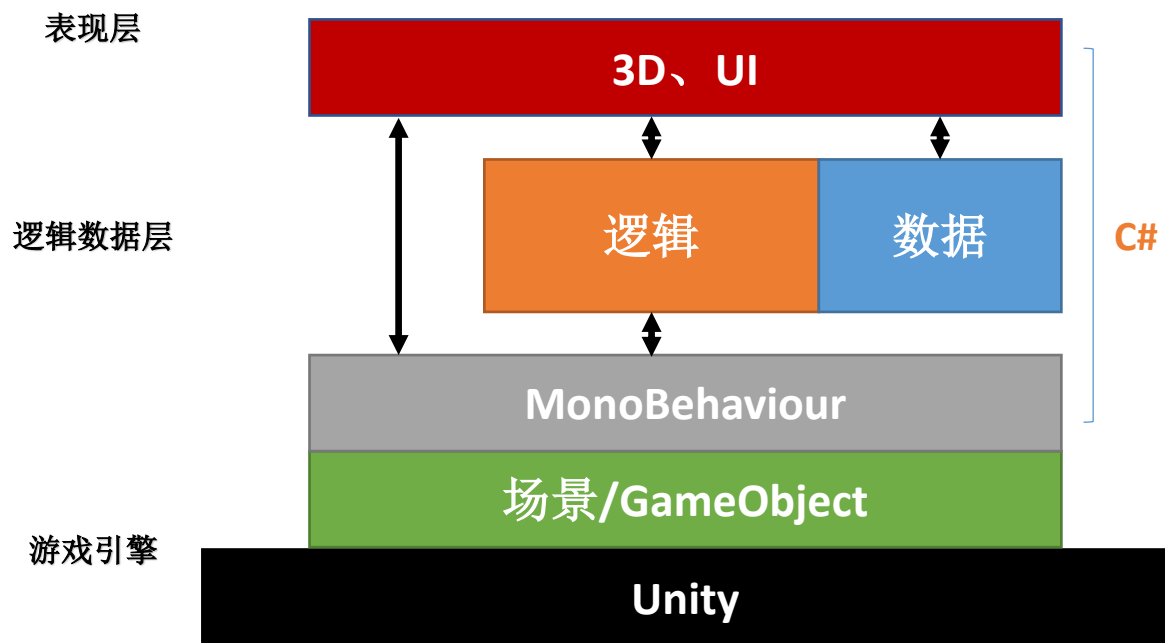 表现层
3D、UI
逻辑数据层
逻辑
数据
C#
MonoBehaviour
场景/GameObject
游戏引擎
Unity